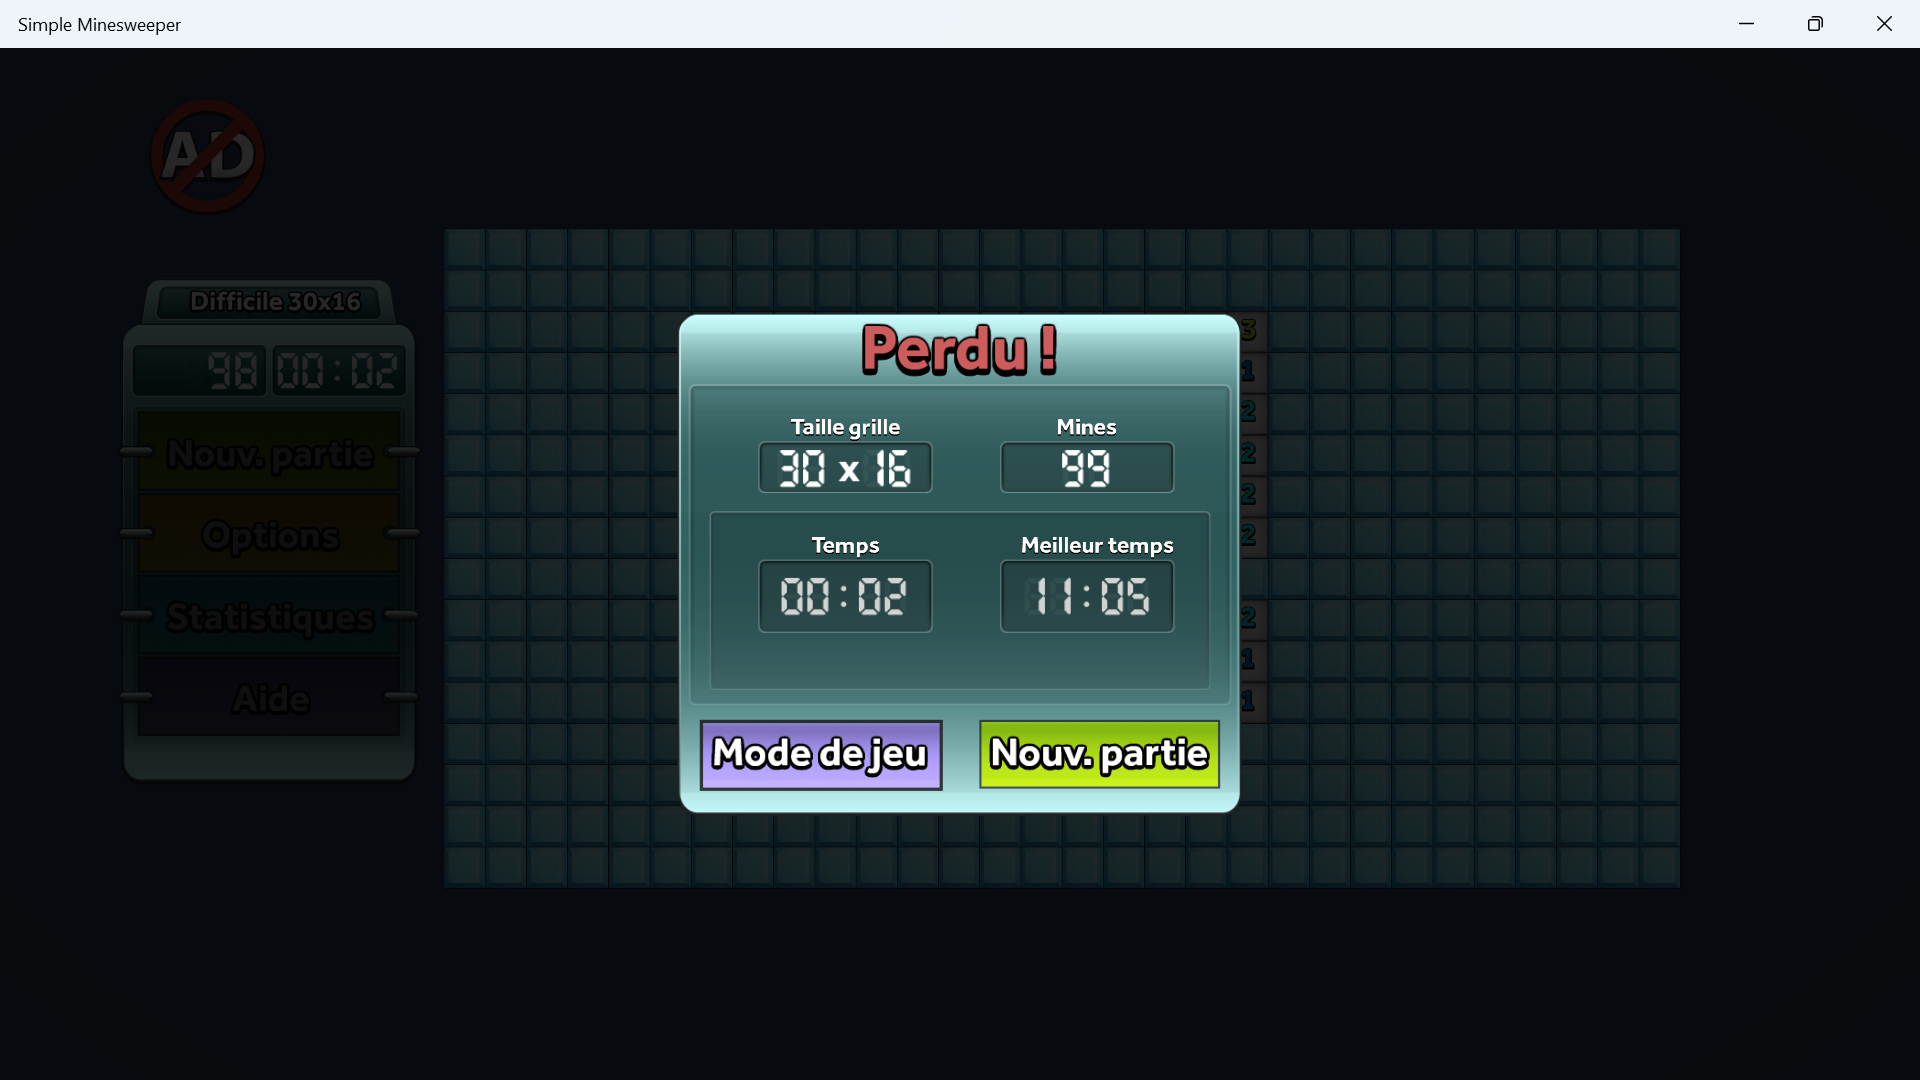 Simple Minesweeper
AD
Difficile 30x16
98 00:02
Nouv. partie
Options
Statistiques
Aide
Perdu !
Taille grille Mines
30 x 16 99
Temps Meilleur temps
00:02 11:05
Mode de jeu Nouv. partie
3
1
2
2
2
2
2
1
1